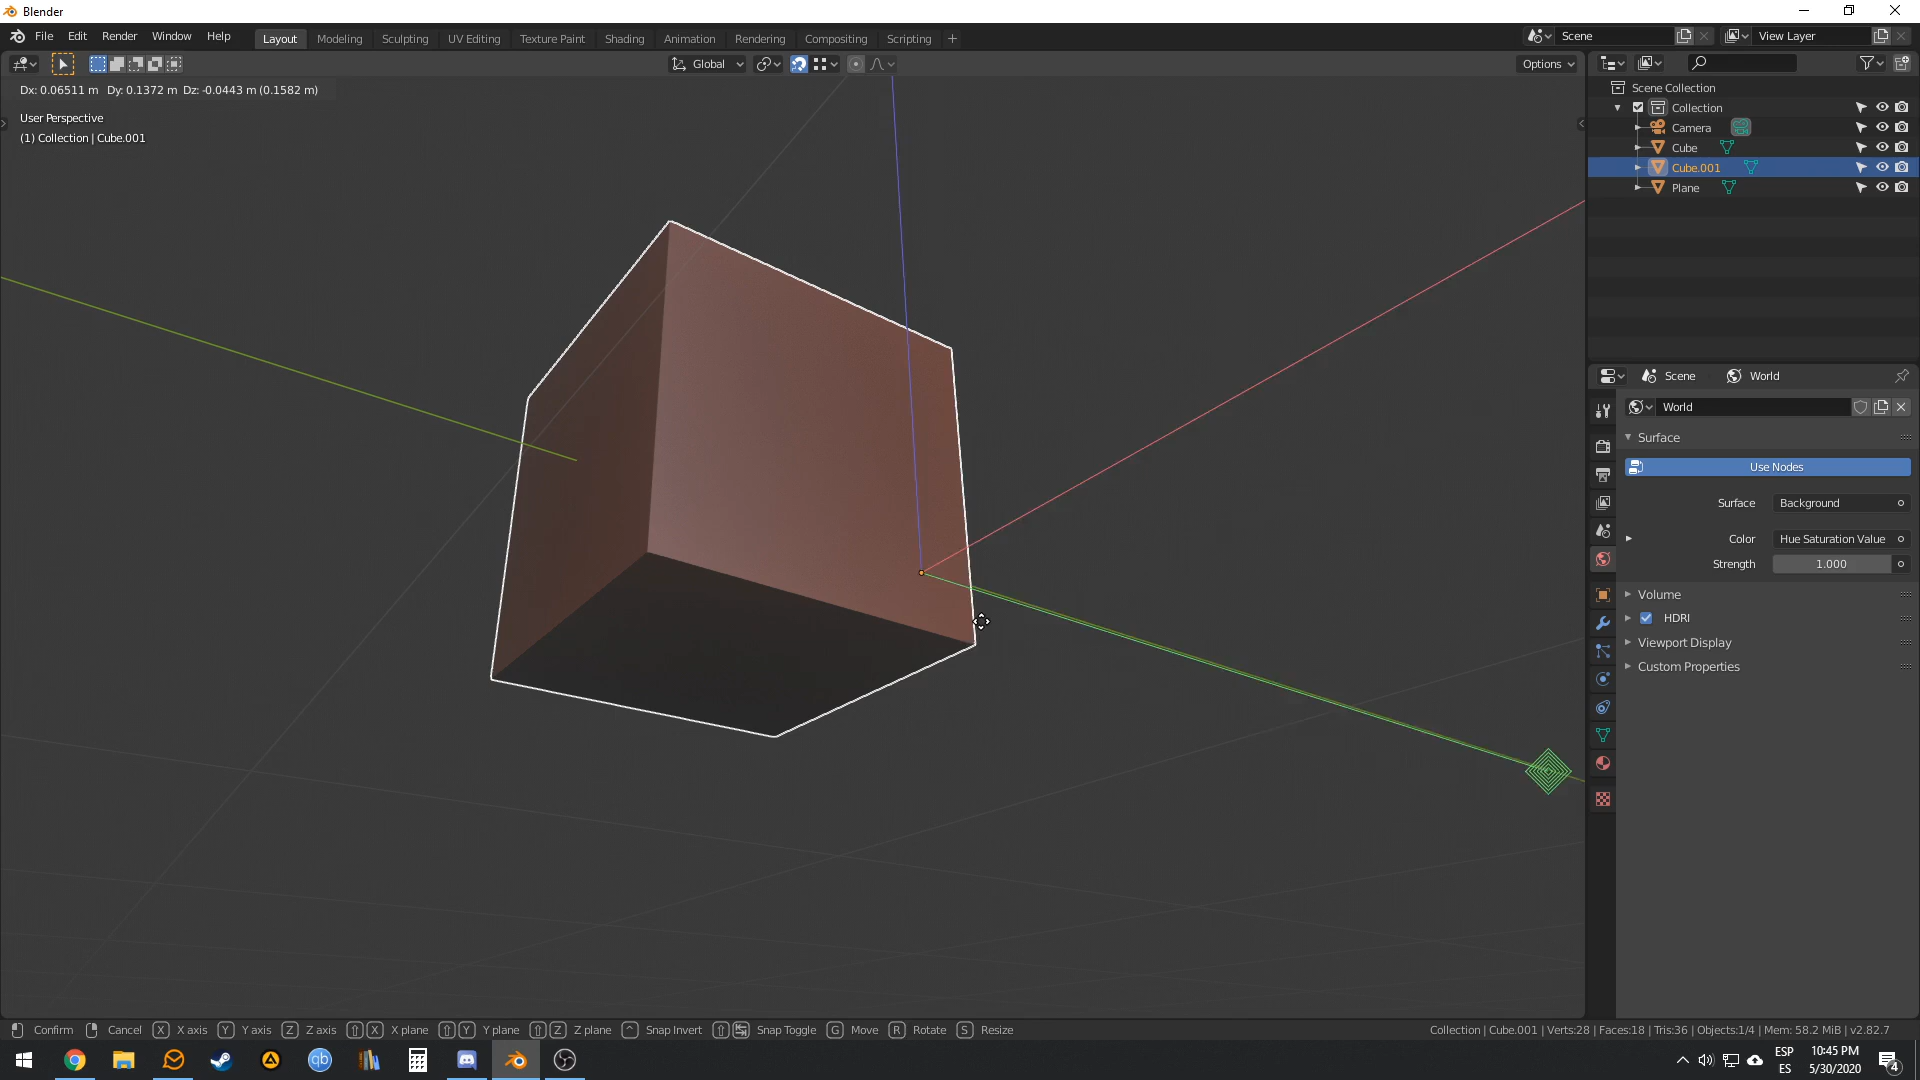 Blender
File Edit Render Window Help
Layout Modeling Sculpting UV Editing Texture Paint Shading Animation Rendering Compositing Scripting +
Scene
View Layer
Global
Options
Dx: 0.06511 m Dy: 0.1372 m Dz: -0.0443 m (0.1582 m)
User Perspective
(1) Collection | Cube.001
Scene Collection
Collection
Camera
Cube
Cube.001
Plane
Scene World
World
Surface
Use Nodes
Surface Background
Color Hue Saturation Value
Strength 1.000
Volume
HDRI
Viewport Display
Custom Properties
Confirm Cancel X X axis Y Y axis Z Z axis X X plane Y Y plane Z Z plane Snap Invert Snap Toggle G Move R Rotate S Resize
Collection | Cube.001 | Verts:28 | Faces:18 | Tris:36 | Objects:1/4 | Mem: 58.2 MiB | v2.82.7
qb
ESP
ES
10:45 PM
5/30/2020
4